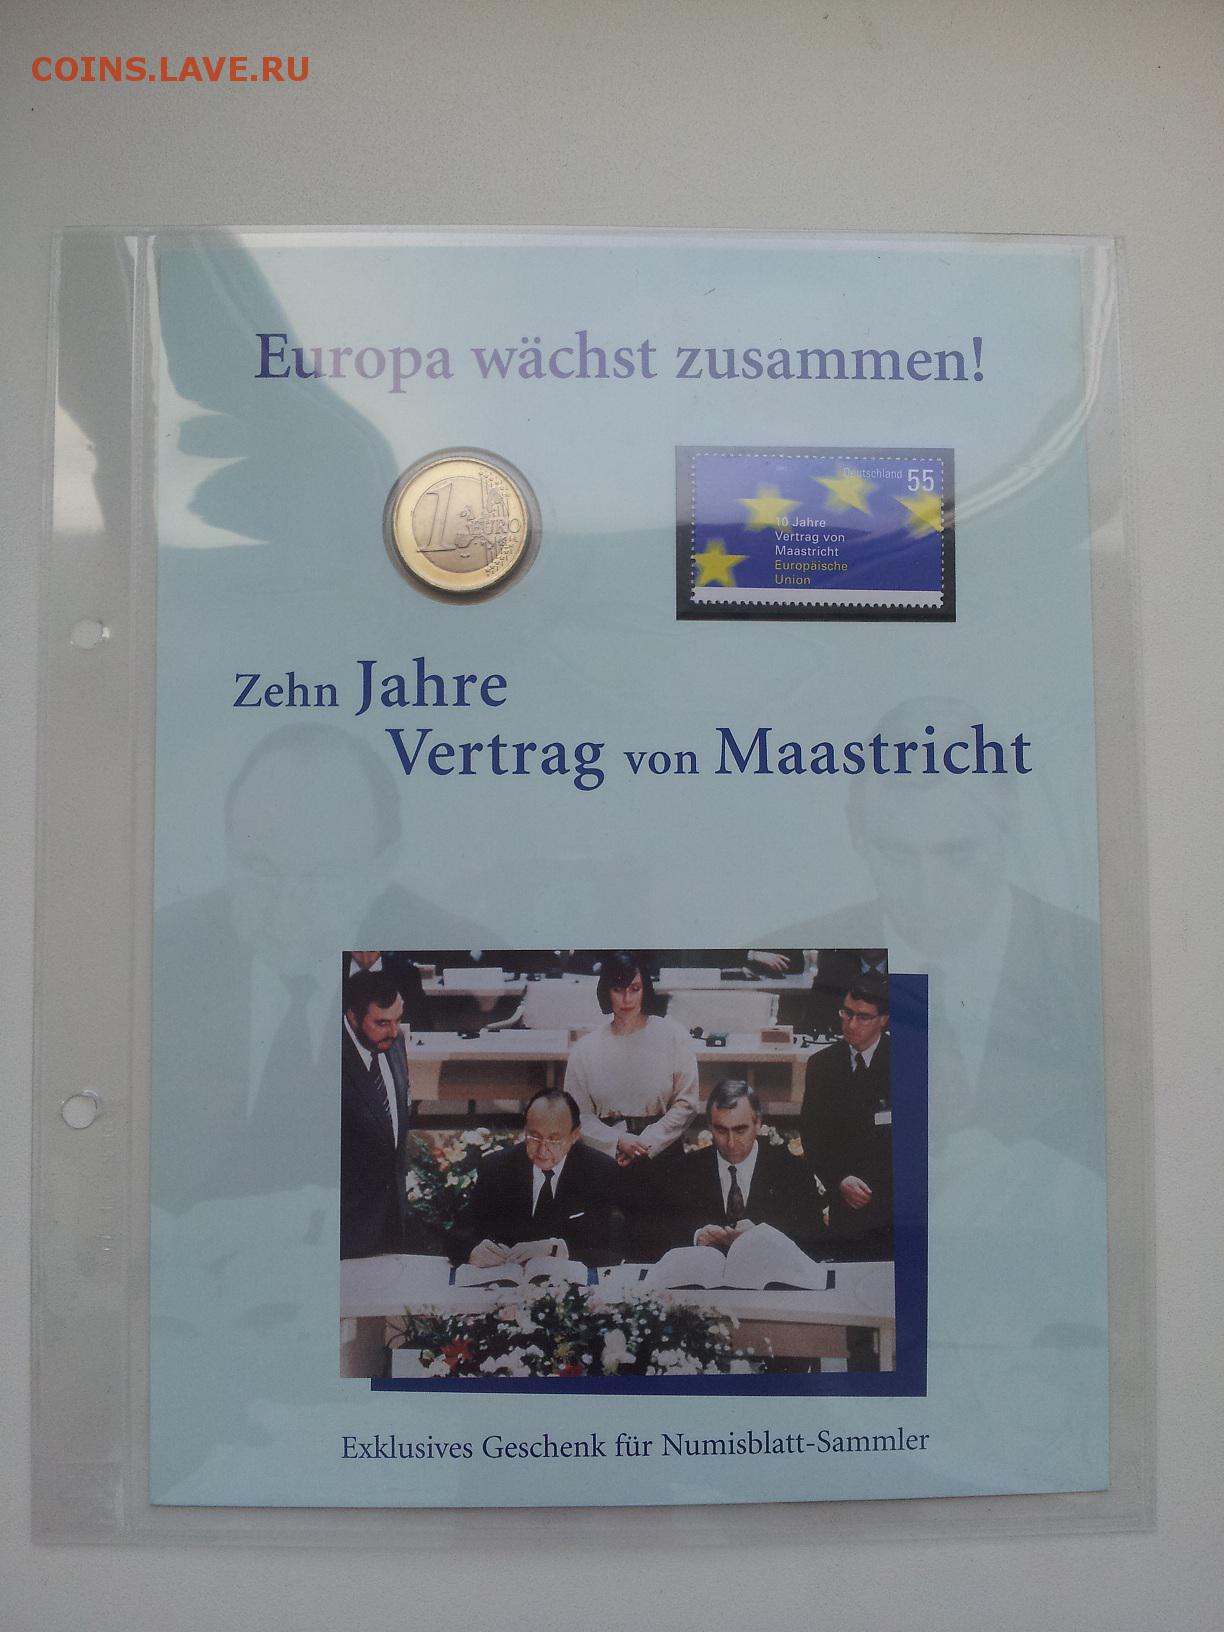 COINS.LAVE.RU
Europa wächst zusammen!
1 EURO
Deutschland 55
10 Jahre
Vertrag von
Maastricht
Europäische
Union
Zehn Jahre
Vertrag von Maastricht
Exklusives Geschenk für Numisblatt-Sammler